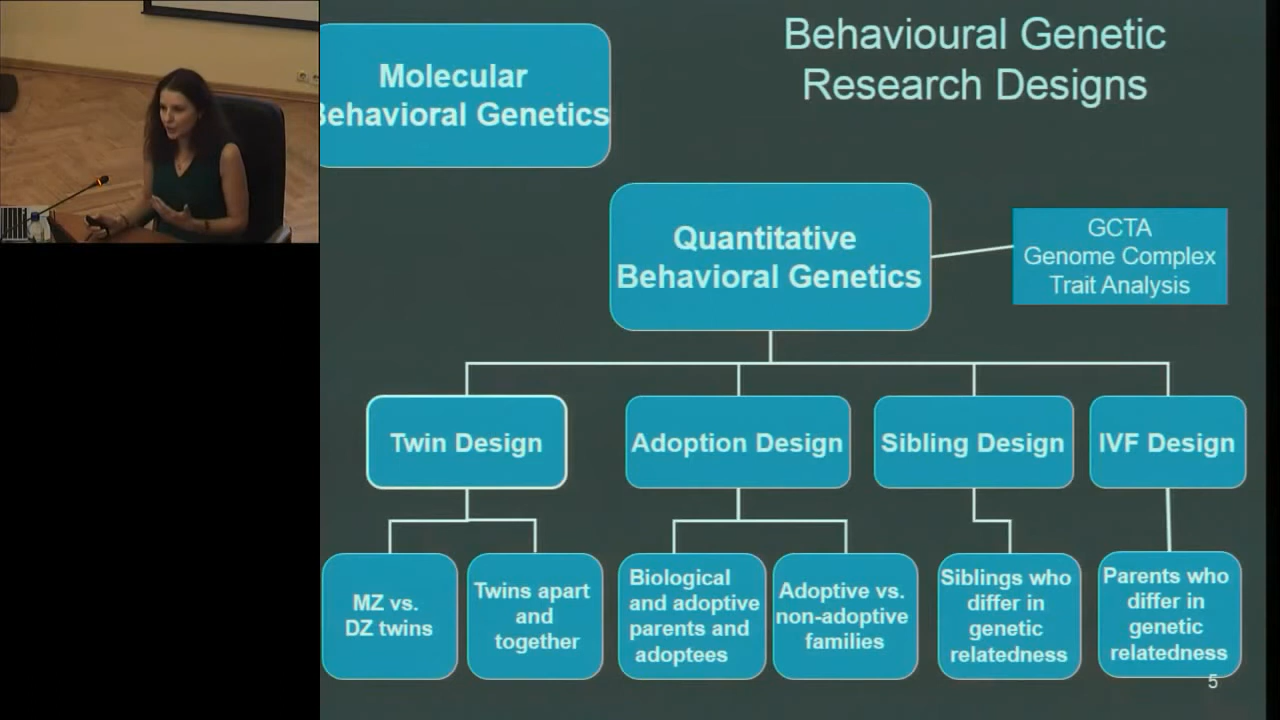 Behavioural Genetic
Research Designs
Molecular
Behavioral Genetics
Quantitative
Behavioral Genetics
GCTA
Genome Complex
Trait Analysis
Twin Design
Adoption Design
Sibling Design
IVF Design
MZ vs.
DZ twins
Twins apart
and
together
Biological
and adoptive
parents and
adoptees
Adoptive vs.
non-adoptive
families
Siblings who
differ in
genetic
relatedness
Parents who
differ in
genetic
relatedness
5